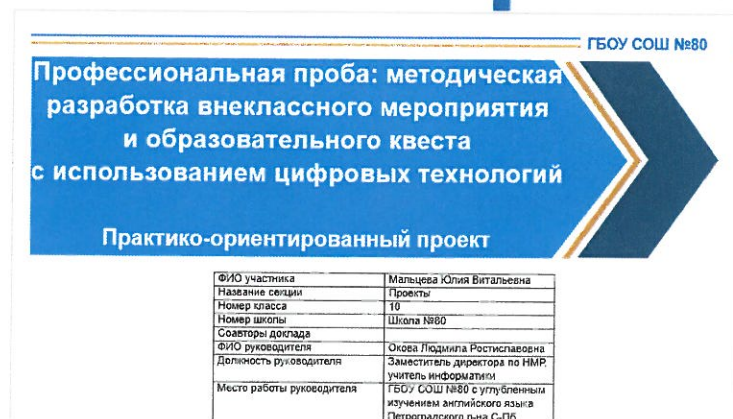 ГБОУ СОШ №80
Профессиональная проба: методическая
разработка внеклассного мероприятия
и образовательного квеста
с использованием цифровых технологий
Практико-ориентированный проект
ФИО участника Мальцева Юлия Витальевна
Название секции Проекты
Номер класса 10
Номер школы Школа №80
Соавторы доклада
ФИО руководителя Окова Людмила Ростиславовна
Должность руководителя Заместитель директора по НМР,
учитель информатики
Место работы руководителя ГБОУ СОШ №80 с углубленным
изучением английского языка
Петроградского р-на С-Пб